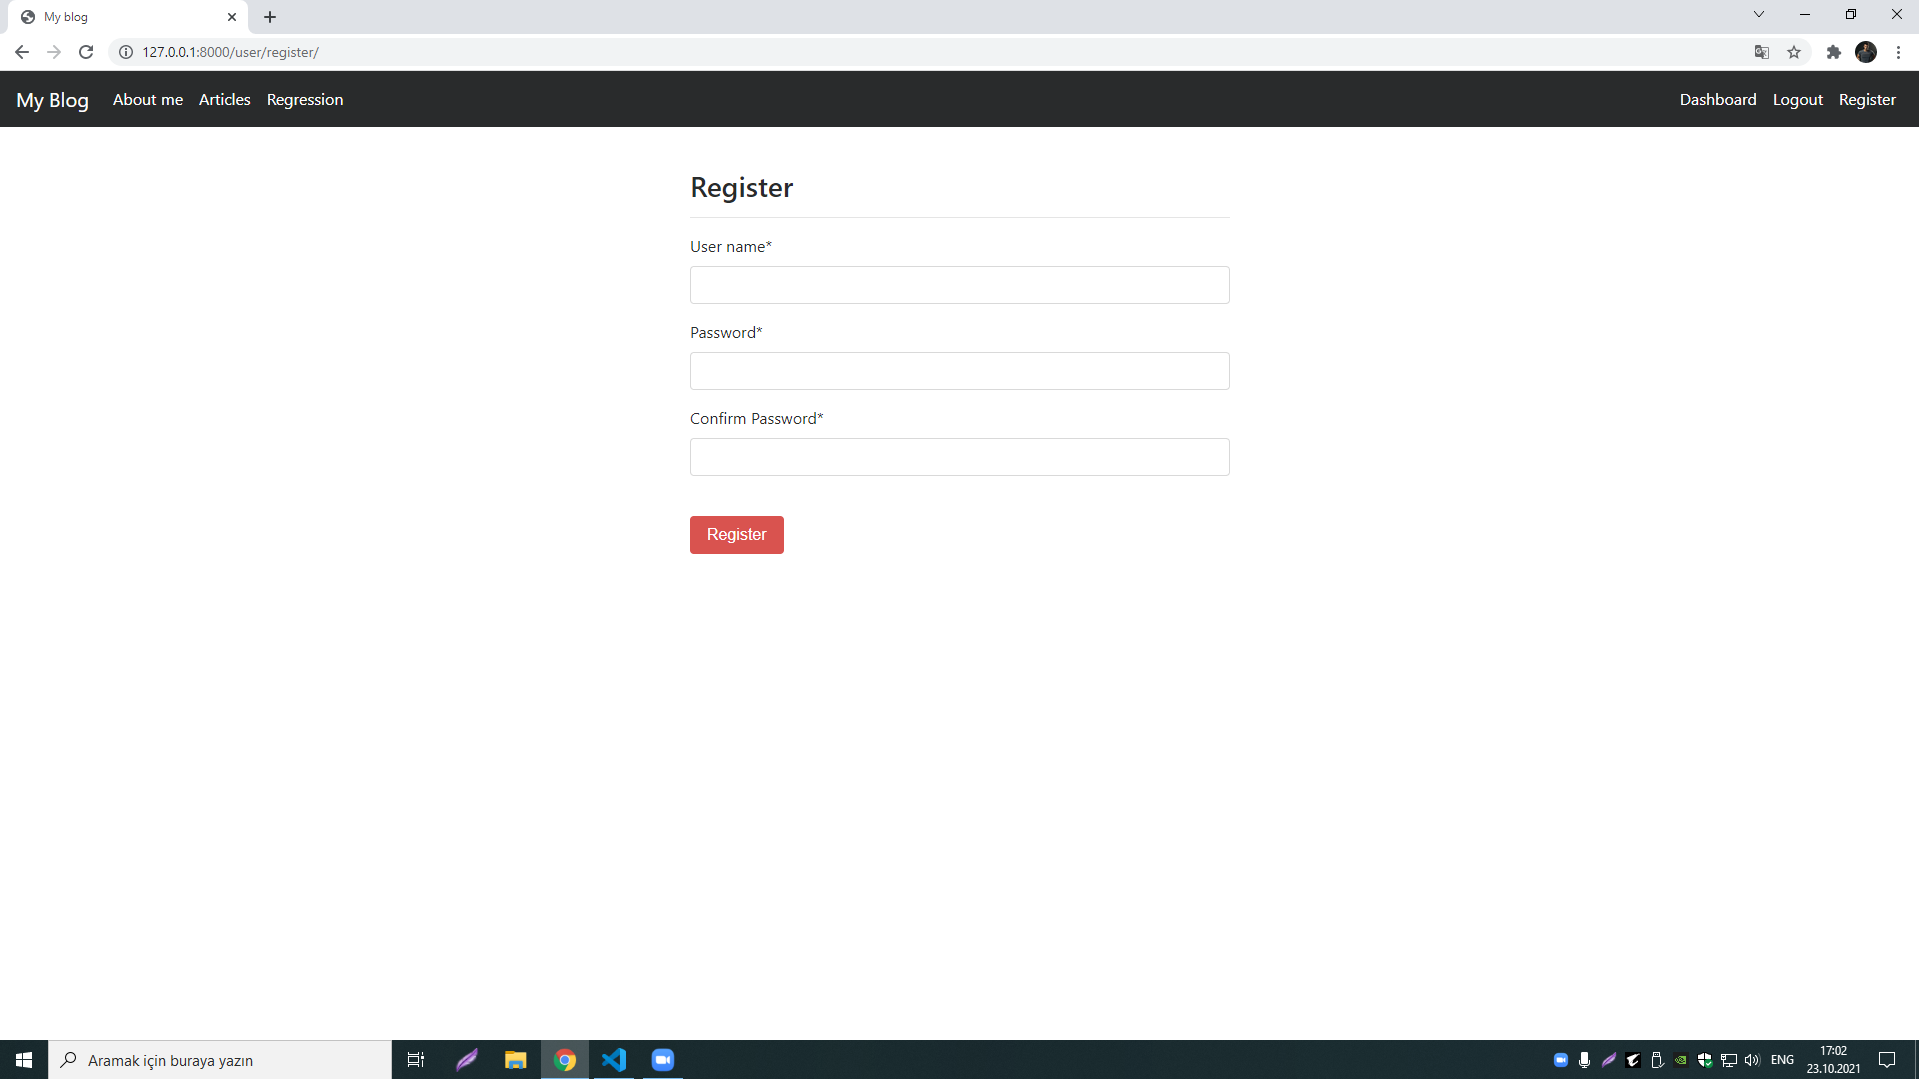 My blog
127.0.0.1:8000/user/register/
My Blog About me Articles Regression Dashboard Logout Register
Register
User name*
Password*
Confirm Password*
Register
Aramak için buraya yazın
ENG
17:02
23.10.2021